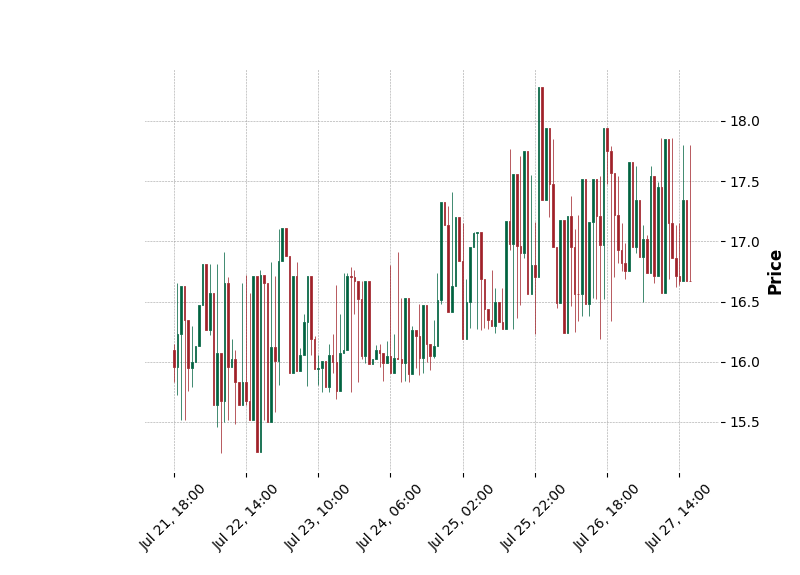 18.0
17.5
17.0
16.5
16.0
15.5
Price
Jul 21, 18:00
Jul 22, 14:00
Jul 23, 10:00
Jul 24, 06:00
Jul 25, 02:00
Jul 25, 22:00
Jul 26, 18:00
Jul 27, 14:00